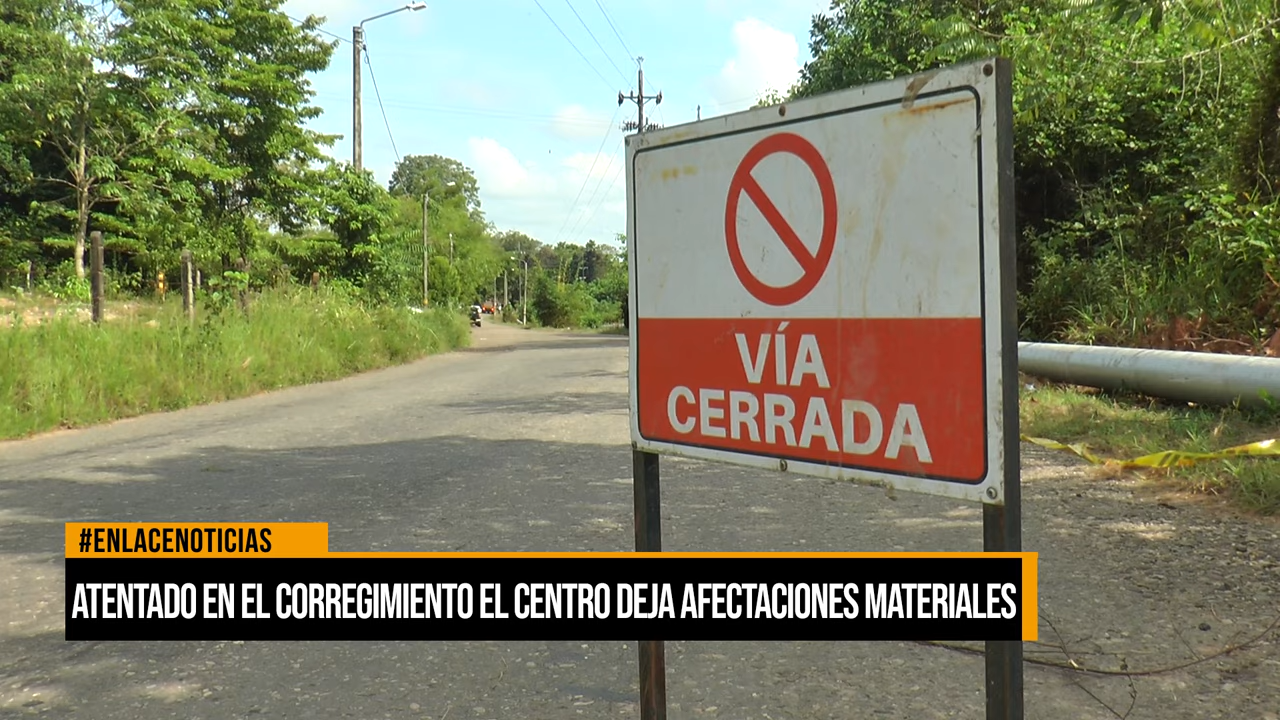 VÍA
CERRADA
#ENLACENOTICIAS
ATENTADO EN EL CORREGIMIENTO EL CENTRO DEJA AFECTACIONES MATERIALES